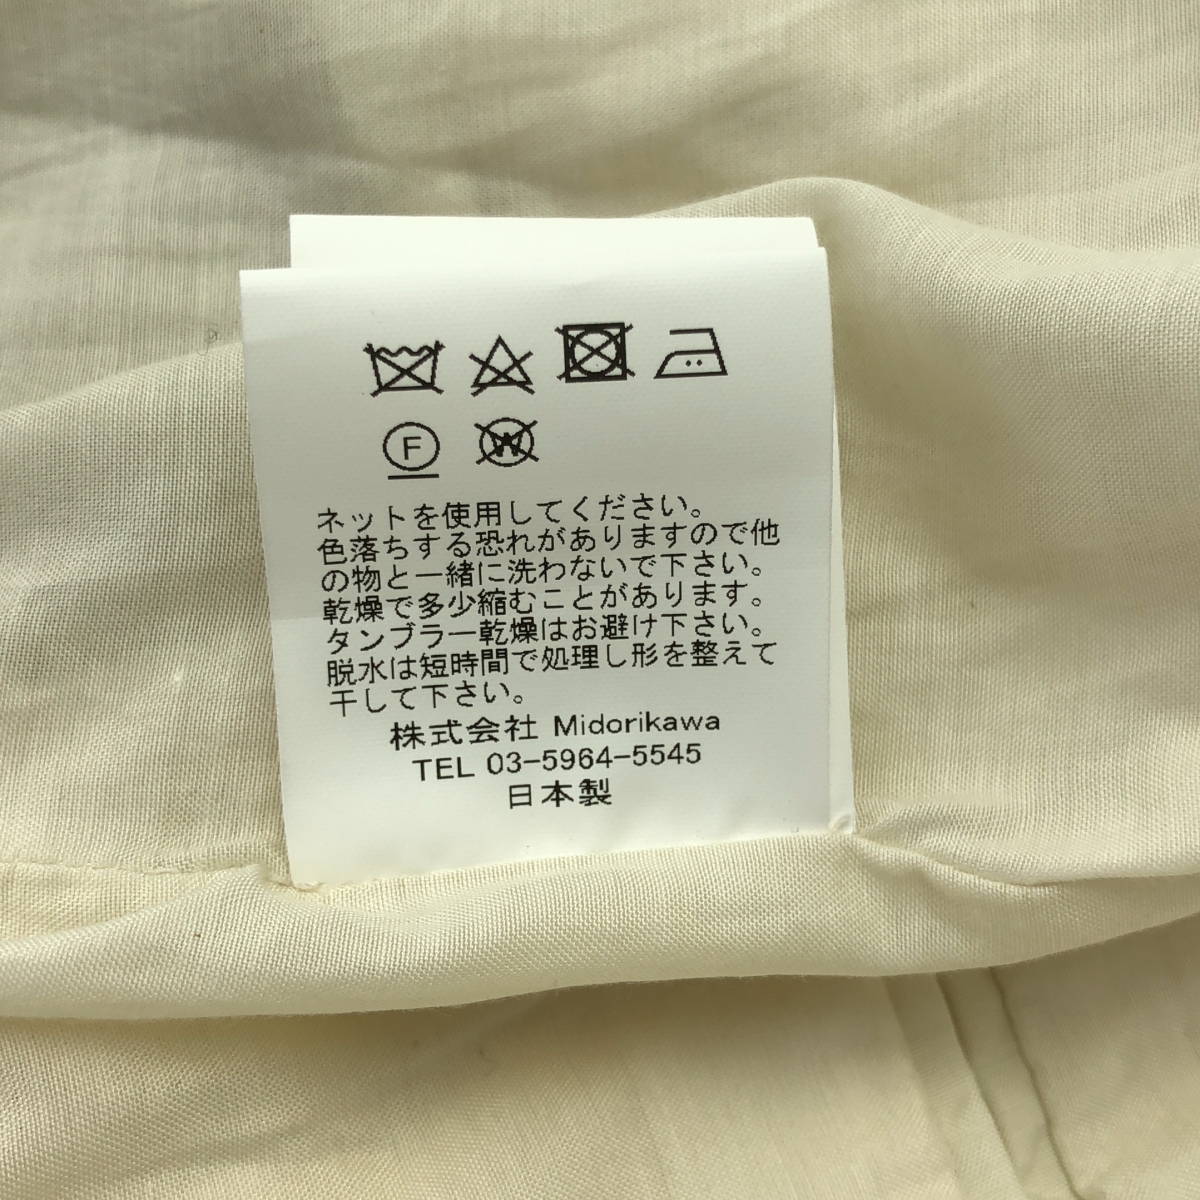 F W
ネットを使用してください。
色落ちする恐れがありますので他
の物と一緒に洗わないで下さい。
乾燥で多少縮むことがあります。
タンブラー乾燥はお避け下さい。
脱水は短時間で処理し形を整えて
干して下さい。
株式会社 Midorikawa
TEL 03-5964-5545
日本製